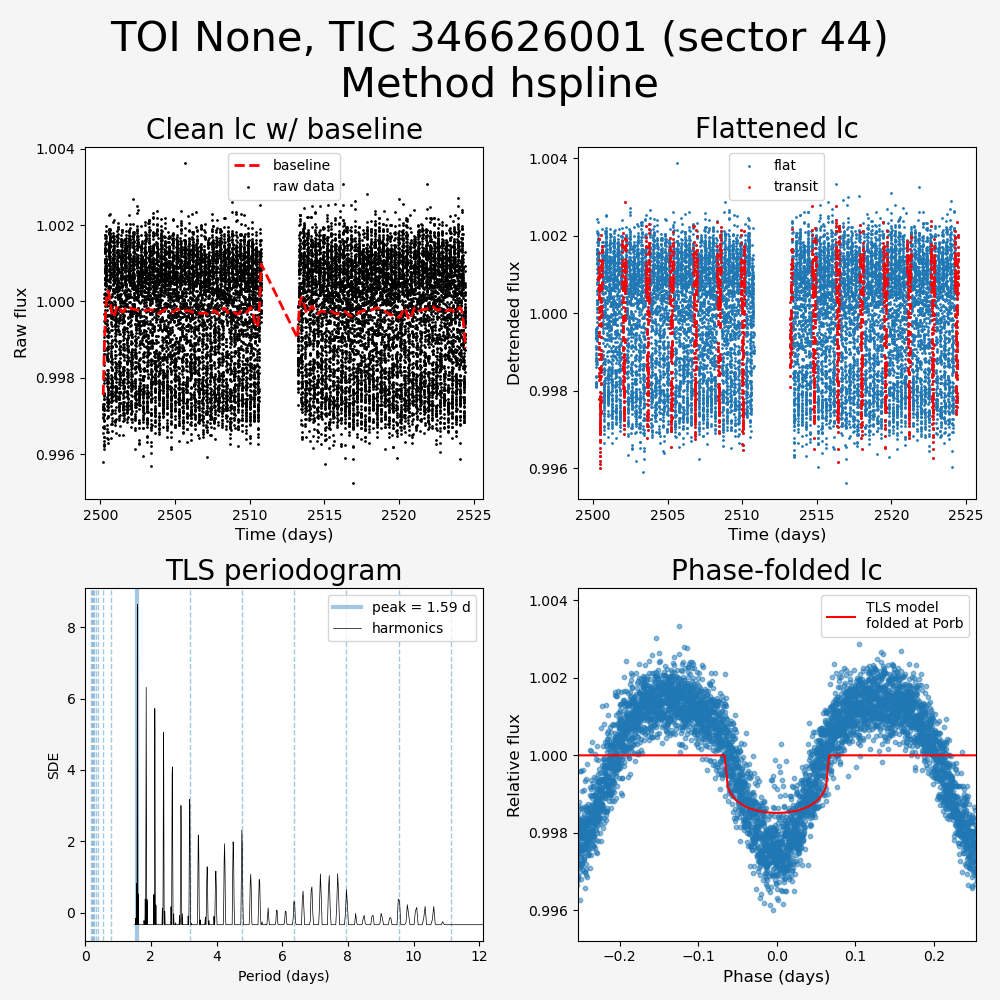 TOI None, TIC 346626001 (sector 44)
Method hspline
Clean lc w/ baseline
baseline
raw data
1.004
1.002
1.000
0.998
0.996
Raw flux
2500
2505
2510
2515
2520
2525
Time (days)
Flattened lc
flat
transit
1.004
1.002
1.000
0.998
0.996
Detrended flux
2500
2505
2510
2515
2520
2525
Time (days)
TLS periodogram
peak = 1.59 d
harmonics
8
6
4
2
0
SDE
0
2
4
6
8
10
12
Period (days)
Phase-folded lc
TLS model
folded at Porb
1.004
1.002
1.000
0.998
0.996
Relative flux
−0.2
−0.1
0.0
0.1
0.2
Phase (days)